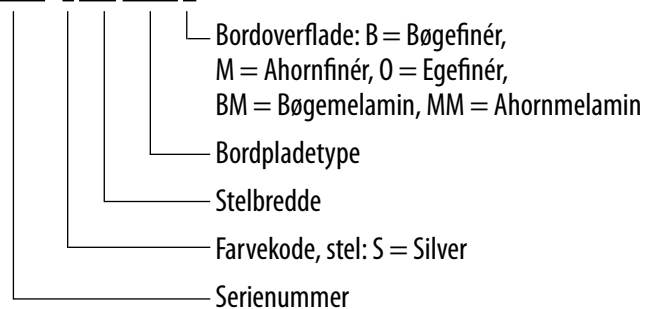 Bordoverflade: B = Bøgefinér,
M = Ahornfinér, O = Egefinér,
BM = Bøgemelamin, MM = Ahornmelamin
Bordpladetype
Stelbredde
Farvekode, stel: S = Silver
Serienummer